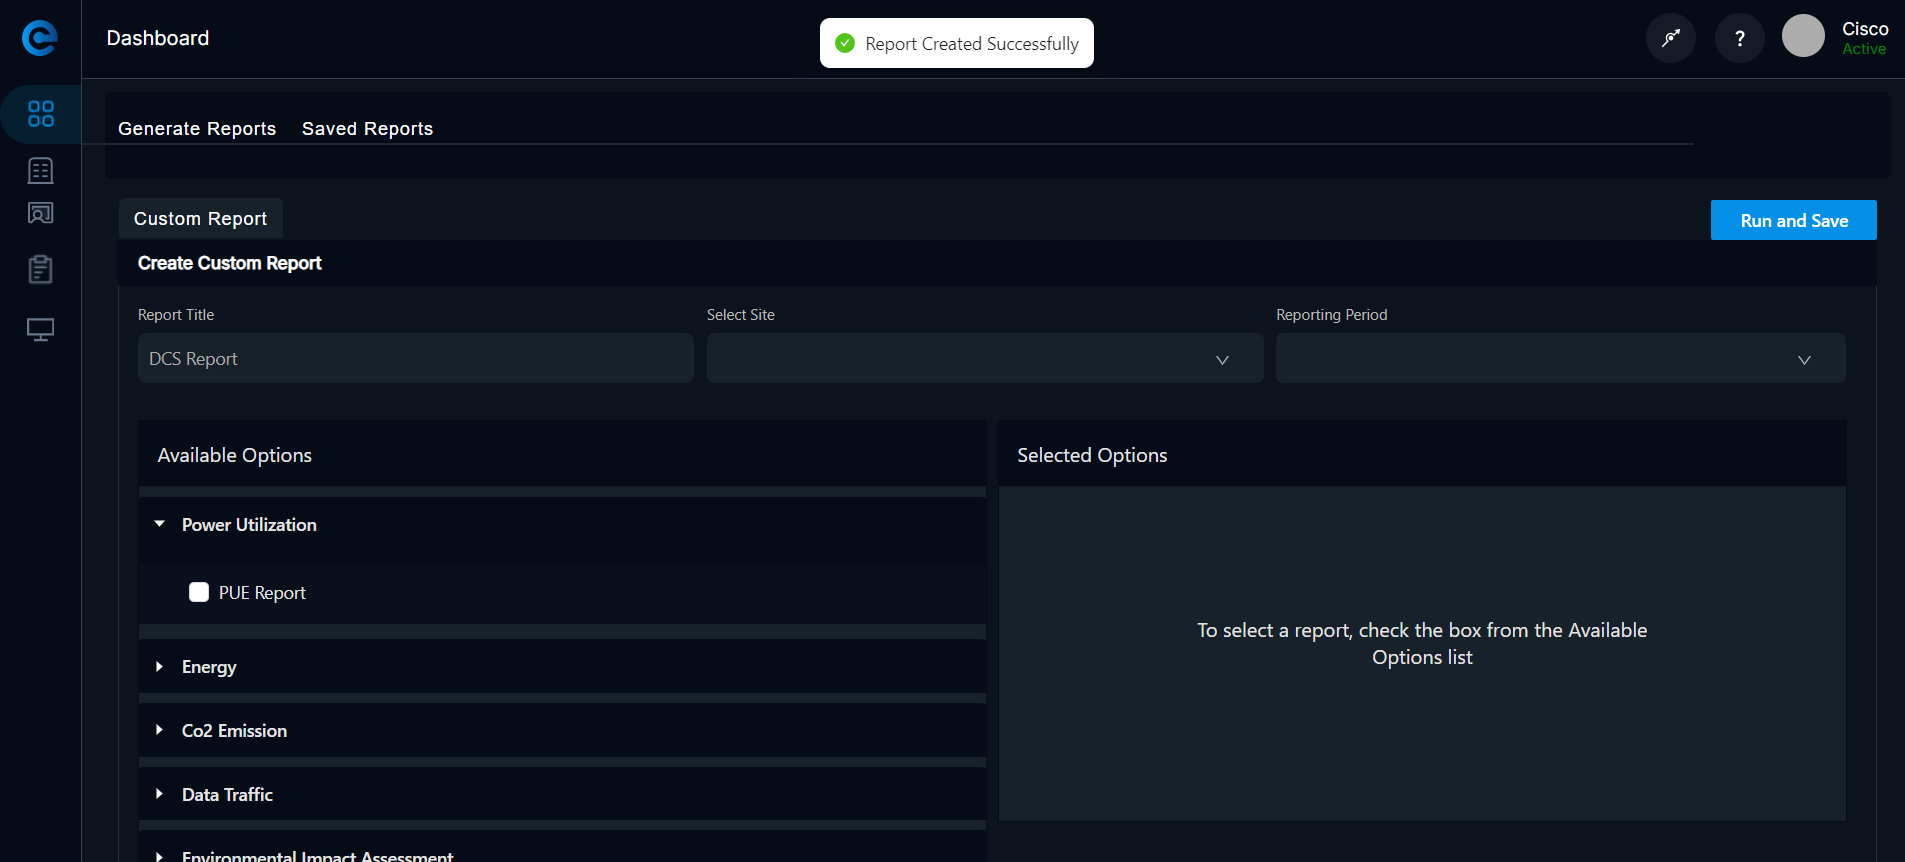 Dashboard
Report Created Successfully
?
Cisco
Active
Generate Reports
Saved Reports
Custom Report
Run and Save
Create Custom Report
Report Title
Select Site
Reporting Period
DCS Report
Available Options
Selected Options
Power Utilization
PUE Report
To select a report, check the box from the Available
Options list
Energy
Co2 Emission
Data Traffic
Environmental Impact Assessment